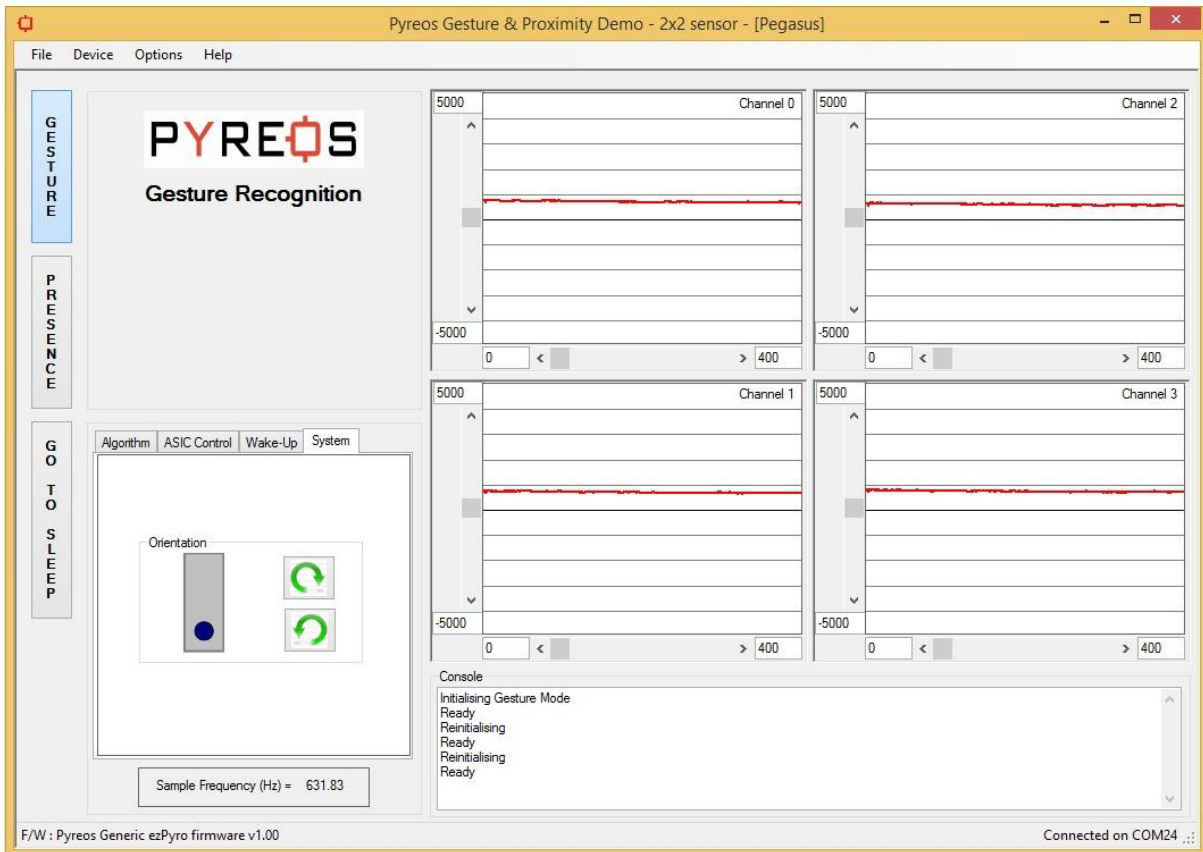 Pyreos Gesture & Proximity Demo - 2x2 sensor - [Pegasus]
File Device Options Help
GESTURE
PRESENCE
GO TO SLEEP
PYREOS
Gesture Recognition
Algorithm ASIC Control Wake-Up System
Orientation
Sample Frequency (Hz) = 631.83
5000 Channel 0
-5000
0 < > 400
5000 Channel 2
-5000
0 < > 400
5000 Channel 1
-5000
0 < > 400
5000 Channel 3
-5000
0 < > 400
Console
Initialising Gesture Mode
Ready
Reinitialising
Ready
Reinitialising
Ready
F/W : Pyreos Generic ezPyro firmware v1.00 Connected on COM24